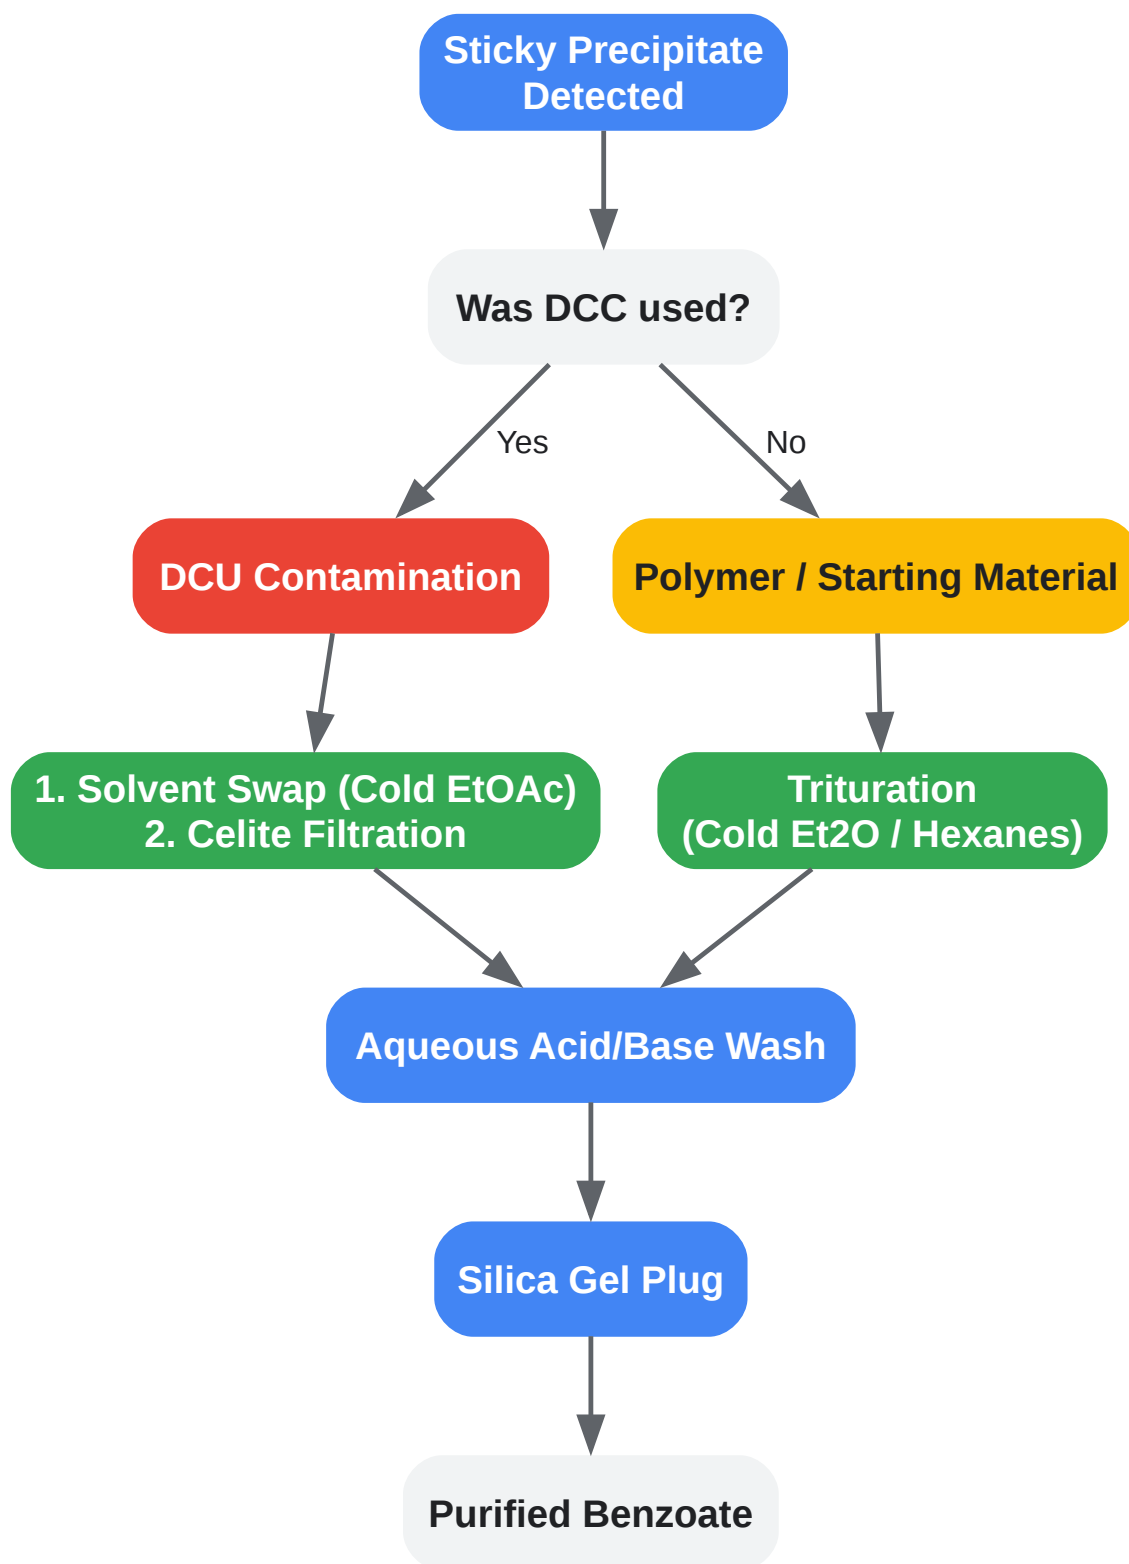 Sticky Precipitate
Detected
Was DCC used?
Yes
No
DCU Contamination
Polymer / Starting Material
1. Solvent Swap (Cold EtOAc)
2. Celite Filtration
Trituration
(Cold Et2O / Hexanes)
Aqueous Acid/Base Wash
Silica Gel Plug
Purified Benzoate